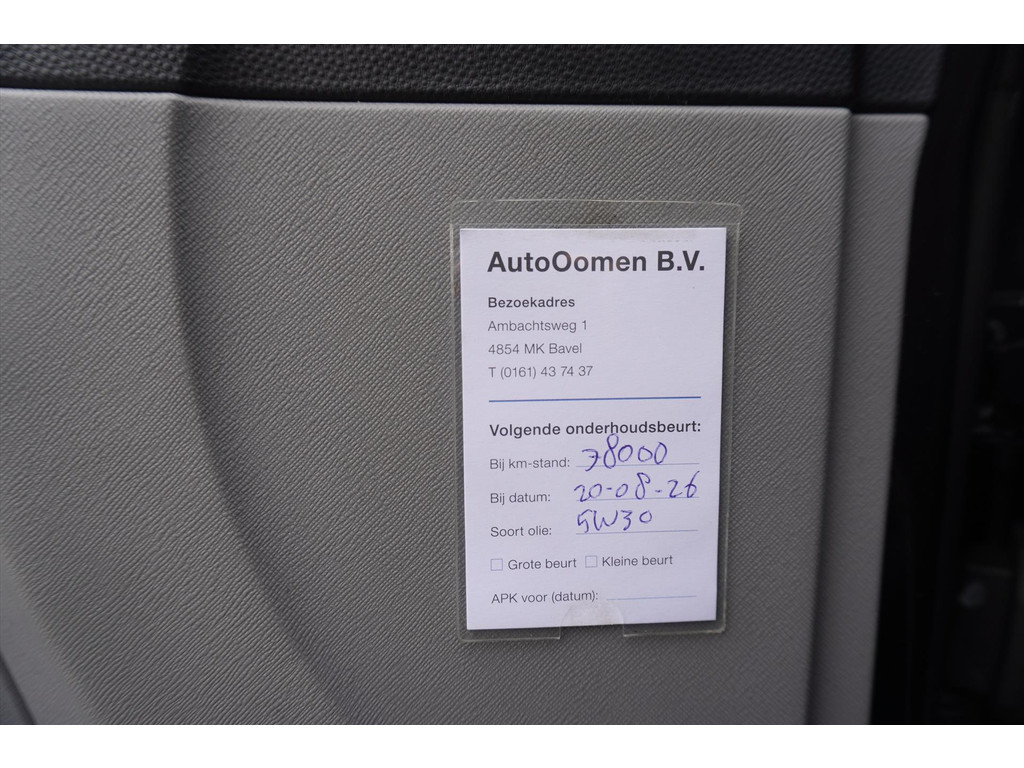 AutoOomen B.V.
Bezoekadres
Ambachtsweg 1
4854 MK Bavel
T (0161) 43 74 37
Volgende onderhoudsbeurt:
Bij km-stand: 78000
Bij datum: 20-08-26
Soort olie: 5W30
Grote beurt Kleine beurt
APK voor (datum):